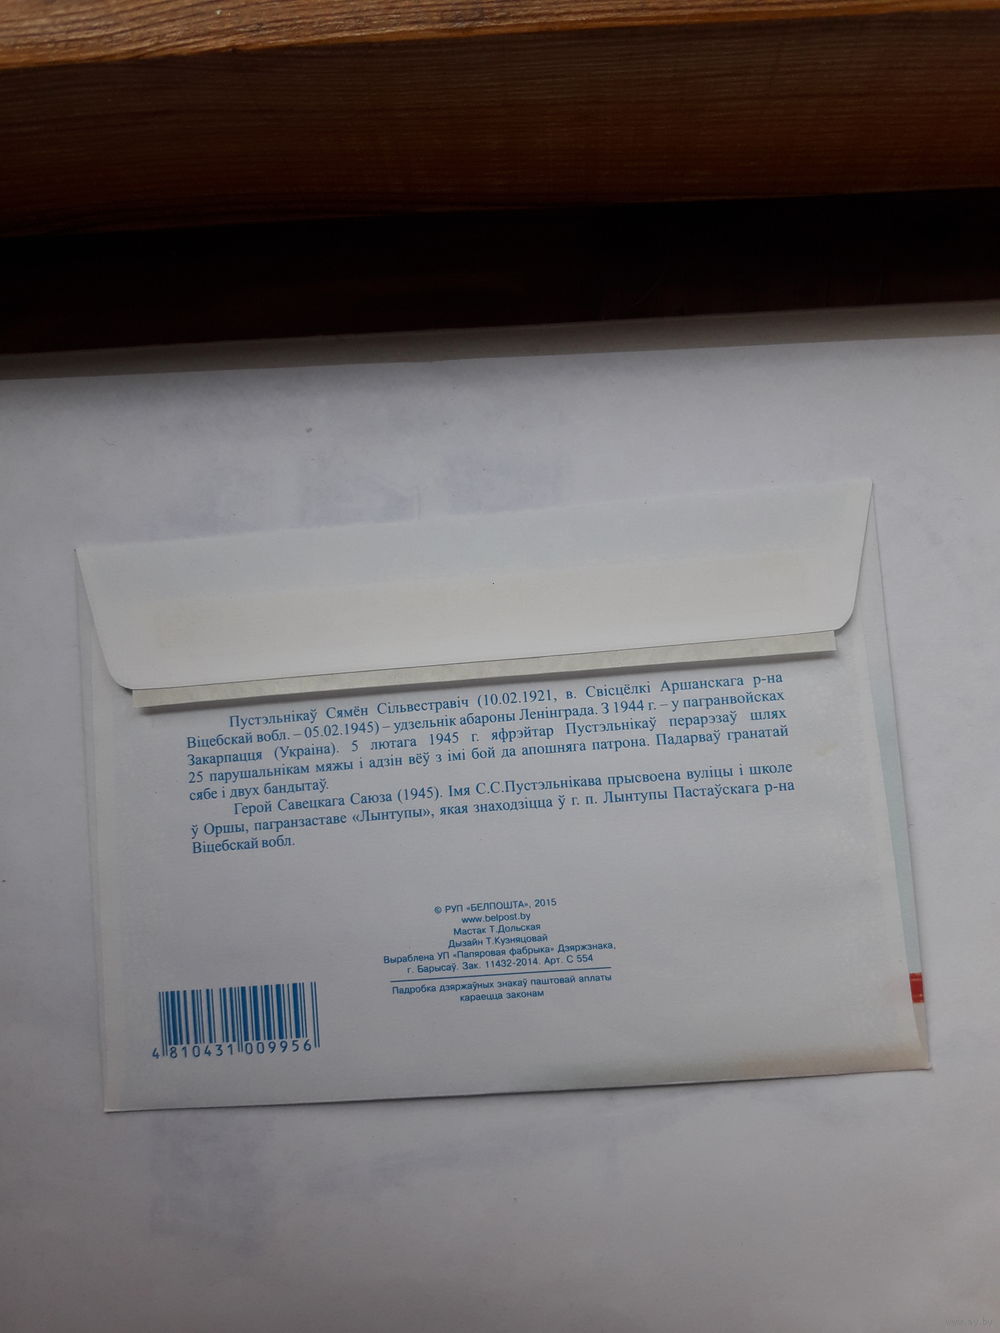 Пустэльнікаў Сямён Сільвестравіч (10.02.1921, в. Свісцёлкі Аршанскага р-на
Віцебскай вобл. – 05.02.1945) – удзельнік абароны Ленінграда. З 1944 г. – у пагранвойсках
Закарпацця (Украіна). 5 лютага 1945 г. яфрэйтар Пустэльнікаў перарэзаў шлях
25 парушальнікам мяжы і адзін вёў з імі бой да апошняга патрона. Падарваў гранатай
сябе і двух бандытаў.
Герой Савецкага Саюза (1945). Імя С.С.Пустэльнікава прысвоена вуліцы і школе
ў Оршы, пагранзаставе «Лынтупы», якая знаходзіцца ў г. п. Лынтупы Пастаўскага р-на
Віцебскай вобл.
© РУП «БЕЛПОШТА», 2015
www.belpost.by
Мастак Т.Дольская
Дызайн Т.Кузняцовай
Выраблена УП «Папяровая фабрыка» Дзяржзнака,
г. Барысаў. Зак. 11432-2014. Арт. С 554
Падробка дзяржаўных знакаў паштовай аплаты
караецца законам
4 810431 009956
www.ay.by